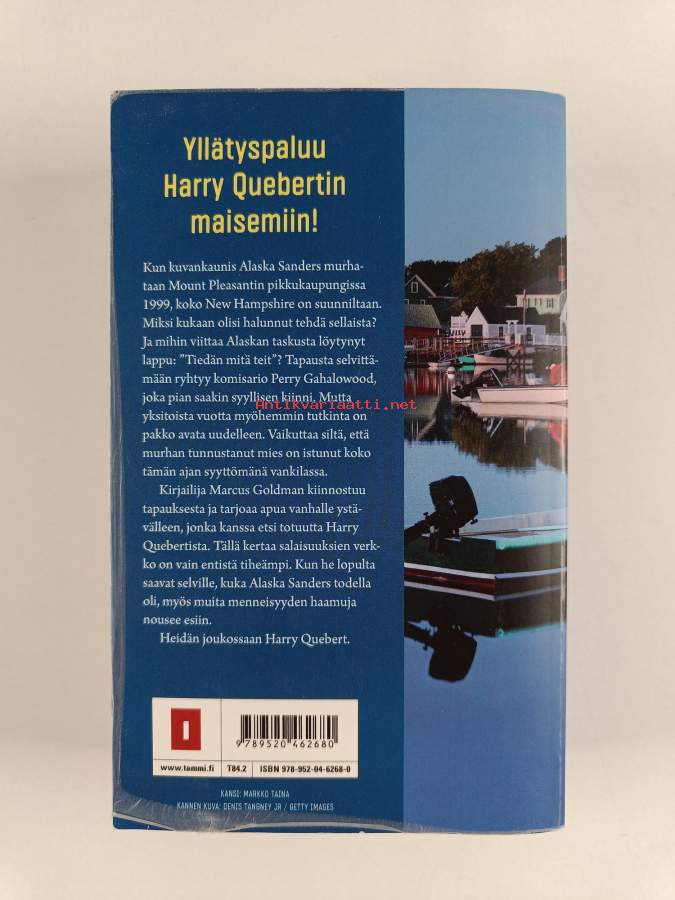 Yllätyspaluu
Harry Quebertin
maisemiin!
Kun kuvankaunis Alaska Sanders murha-
taan Mount Pleasantin pikkukaupungissa
1999, koko New Hampshire on suunniltaan.
Miksi kukaan olisi halunnut tehdä sellaista?
Ja mihin viittaa Alaskan taskusta löytynyt
lappu: ”Tiedän mitä teit”? Tapausta selvittä-
mään ryhtyy komisario Perry Gahalowood,
joka pian saakin syyllisen kiinni. Mutta
Antikvariaatti.net
yksitoista vuotta myöhemmin tutkinta on
pakko avata uudelleen. Vaikuttaa siltä, että
murhan tunnustanut mies on istunut koko
tämän ajan syyttömänä vankilassa.
Kirjailija Marcus Goldman kiinnostuu
tapauksesta ja tarjoaa apua vanhalle ystä-
välleen, jonka kanssa etsi totuutta Harry
Quebertista. Tällä kertaa salaisuuksien verk-
ko on vain entistä tiheämpi. Kun he lopulta
saavat selville, kuka Alaska Sanders todella
oli, myös muita menneisyyden haamuja
nousee esiin.
Heidän joukossaan Harry Quebert.
9789520462680
www.tammi.fi T84.2 ISBN 978-952-04-6268-0
KANSI: MARKKO TAINA
KANNEN KUVA: DENIS TANGNEY JR / GETTY IMAGES